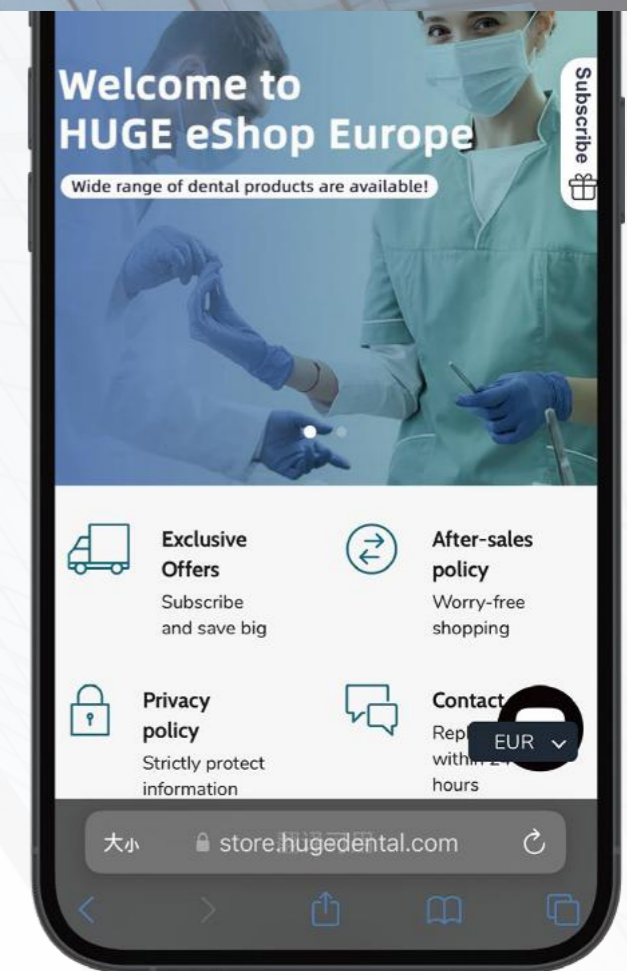 Welcome to
HUGE eShop Europe
Wide range of dental products are available!
Subscribe
Exclusive
Offers
Subscribe
and save big
After-sales
policy
Worry-free
shopping
Privacy
policy
Strictly protect
information
Contact
within 24
hours
EUR
大小
store.hugedental.com